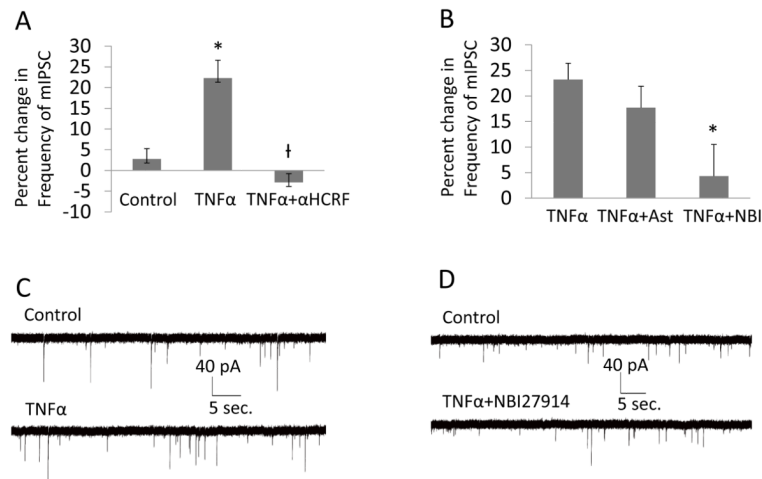 A
Percent change in
Frequency of mIPSC
30
25
20
15
10
5
0
-5
-10
*
ƚ
Control TNFα TNFα+αHCRF
B
Percent change in
Frequency of mIPSC
30
25
20
15
10
5
0
*
TNFα TNFα+Ast TNFα+NBI
C
Control
40 pA
5 sec.
TNFα
D
Control
40 pA
5 sec.
TNFα+NBI27914